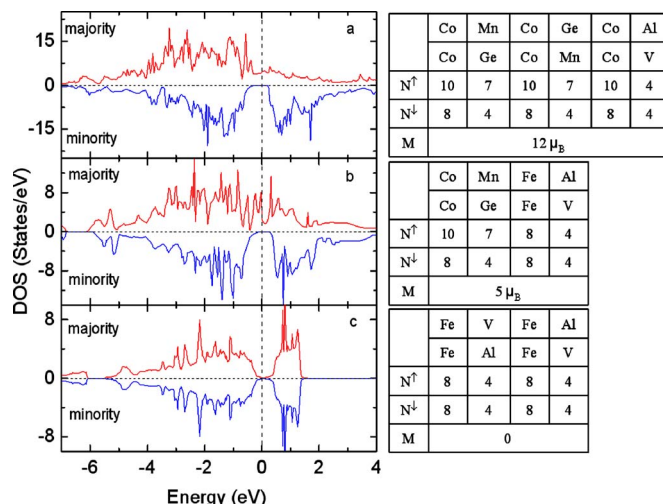 majority
a
15
0
-15
minority
majority
b
8
0
-8
minority
majority
c
8
0
-8
minority
DOS (States/eV)
-6 -4 -2 0 2 4
Energy (eV)
Co Mn Co Ge Co Al
Co Ge Co Mn Co V
N↑ 10 7 10 7 10 4
N↓ 8 4 8 4 8 4
M 12 μB
Co Mn Fe Al
Co Ge Fe V
N↑ 10 7 8 4
N↓ 8 4 8 4
M 5 μB
Fe V Fe Al
Fe Al Fe V
N↑ 8 4 8 4
N↓ 8 4 8 4
M 0